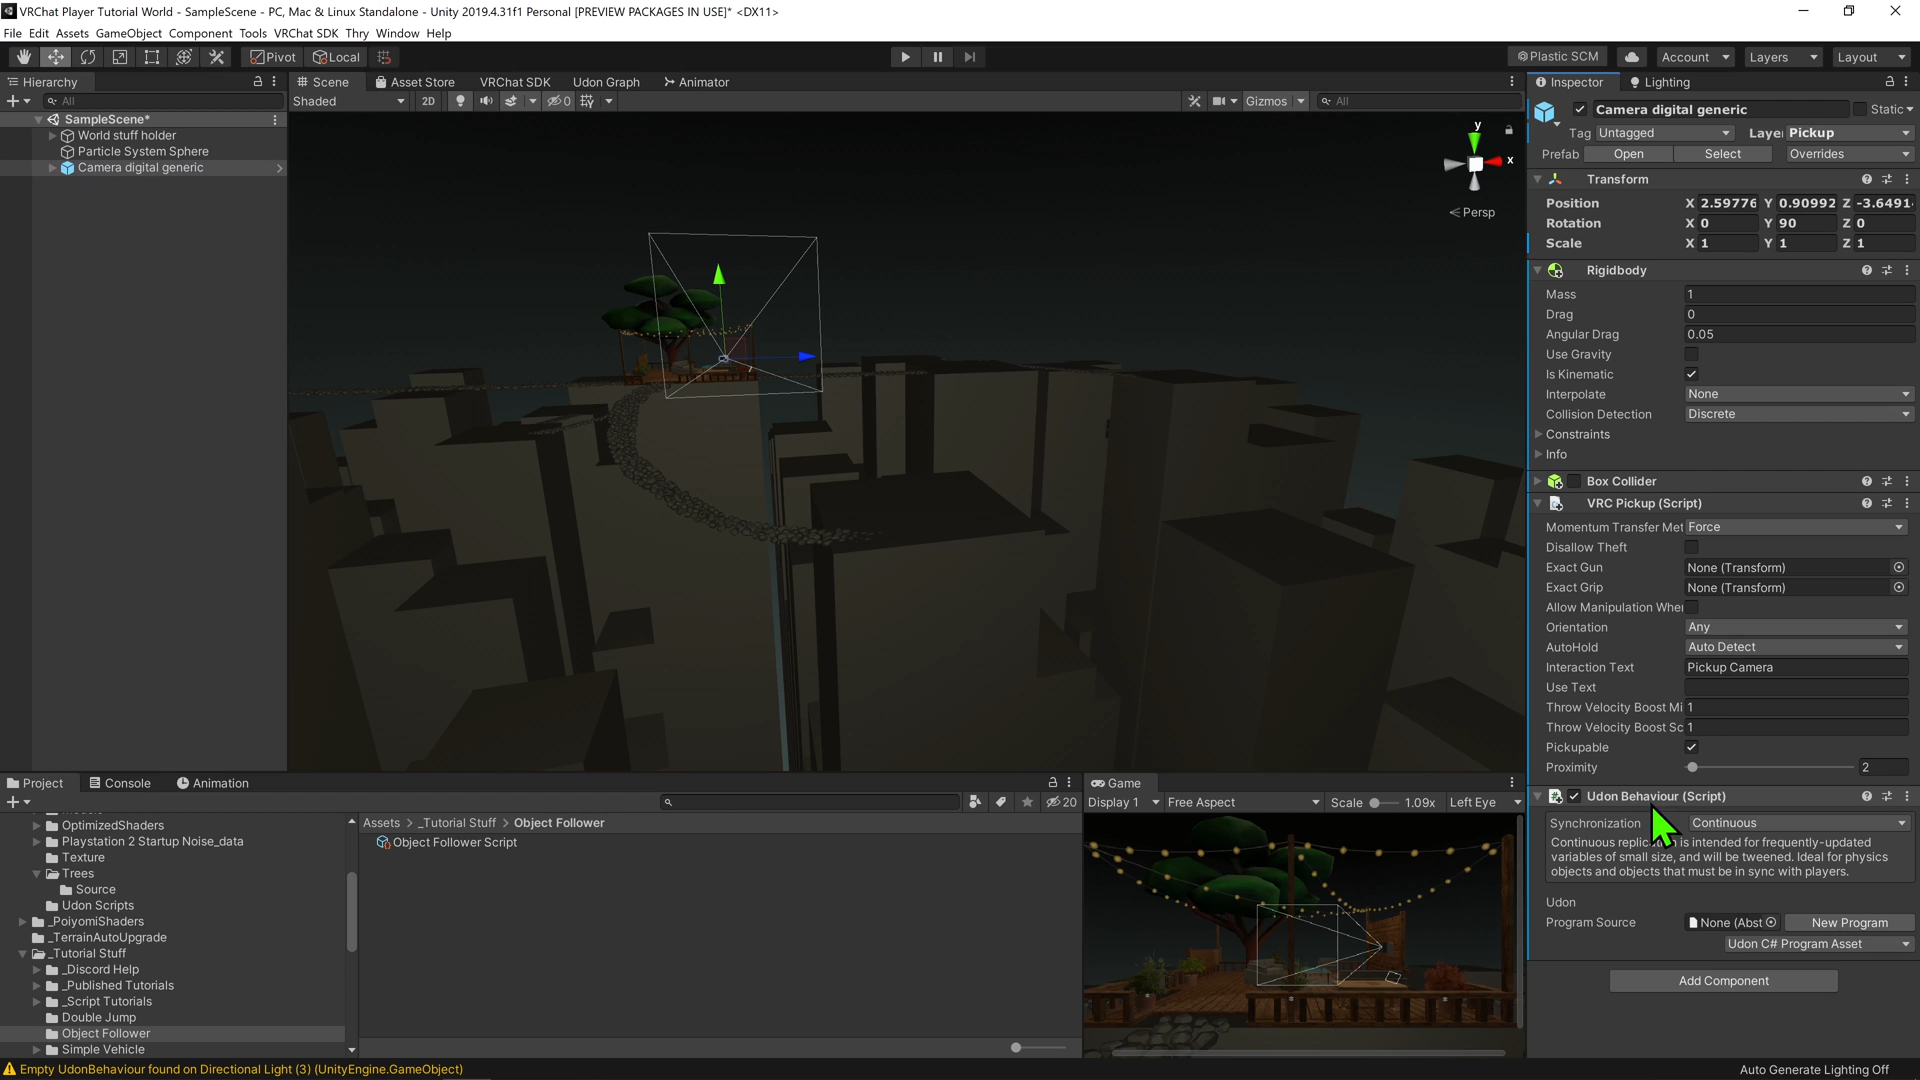 VRChat Player Tutorial World - SampleScene - PC, Mac & Linux Standalone - Unity 2019.4.31f1 Personal [PREVIEW PACKAGES IN USE]* <DX11>
File Edit Assets GameObject Component Tools VRChat SDK Thry Window Help
Pivot Local Plastic SCM Account Layers Layout
Hierarchy
All
SampleScene*
World stuff holder
Particle System Sphere
Camera digital generic
Scene Asset Store VRChat SDK Udon Graph Animator
Shaded 2D 0 Gizmos All
y
x
Persp
Inspector Lighting
Camera digital generic Static
Tag Untagged Layer Pickup
Prefab Open Select Overrides
Transform
Position X 2.59776 Y 0.90992 Z -3.6491
Rotation X 0 Y 90 Z 0
Scale X 1 Y 1 Z 1
Rigidbody
Mass 1
Drag 0
Angular Drag 0.05
Use Gravity
Is Kinematic
Interpolate None
Collision Detection Discrete
Constraints
Info
Box Collider
VRC Pickup (Script)
Momentum Transfer Met Force
Disallow Theft
Exact Gun None (Transform)
Exact Grip None (Transform)
Allow Manipulation Whe
Orientation Any
AutoHold Auto Detect
Interaction Text Pickup Camera
Use Text
Throw Velocity Boost Mi 1
Throw Velocity Boost Sc 1
Pickupable
Proximity 2
Udon Behaviour (Script)
Synchronization Continuous
Continuous replic is intended for frequently-updated
variables of small size, and will be tweened. Ideal for physics
objects and objects that must be in sync with players.
Udon
Program Source None (Abst New Program
Udon C# Program Asset
Add Component
Project Console Animation
20
OptimizedShaders
Playstation 2 Startup Noise_data
Texture
Trees
Source
Udon Scripts
_PoiyomiShaders
_TerrainAutoUpgrade
_Tutorial Stuff
_Discord Help
_Published Tutorials
_Script Tutorials
Double Jump
Object Follower
Simple Vehicle
Assets > _Tutorial Stuff > Object Follower
Object Follower Script
Game
Display 1 Free Aspect Scale 1.09x Left Eye
Empty UdonBehaviour found on Directional Light (3) (UnityEngine.GameObject)
Auto Generate Lighting Off